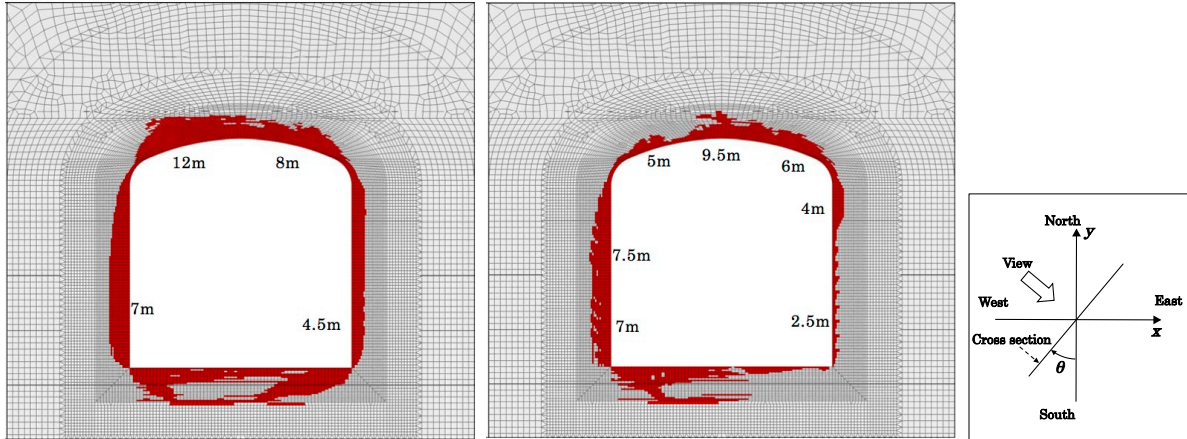 12m
8m
7m
4.5m
5m
9.5m
6m
4m
7.5m
7m
2.5m
North
y
View
West
East
x
Cross section
θ
South